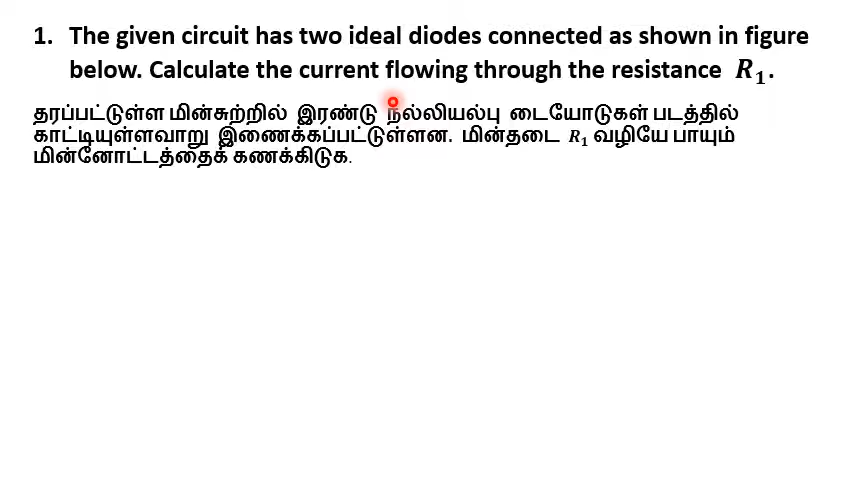 1. The given circuit has two ideal diodes connected as shown in figure
below. Calculate the current flowing through the resistance R₁.
தரப்பட்டுள்ள மின்சுற்றில் இரண்டு நல்லியல்பு டையோடுகள் படத்தில்
காட்டியுள்ளவாறு இணைக்கப்பட்டுள்ளன. மின்தடை R₁ வழியே பாயும்
மின்னோட்டத்தைக் கணக்கிடுக.